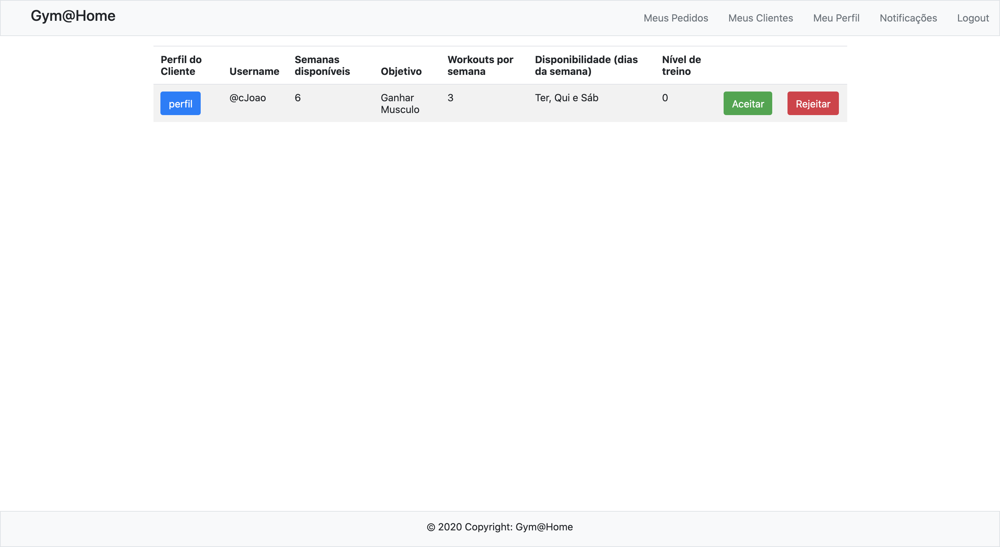 Gym@Home
Meus Pedidos Meus Clientes Meu Perfil Notificações Logout
Perfil do Cliente Username Semanas disponíveis Objetivo Workouts por semana Disponibilidade (dias da semana) Nível de treino
perfil @cJoao 6 Ganhar Musculo 3 Ter, Qui e Sáb 0 Aceitar Rejeitar
© 2020 Copyright: Gym@Home